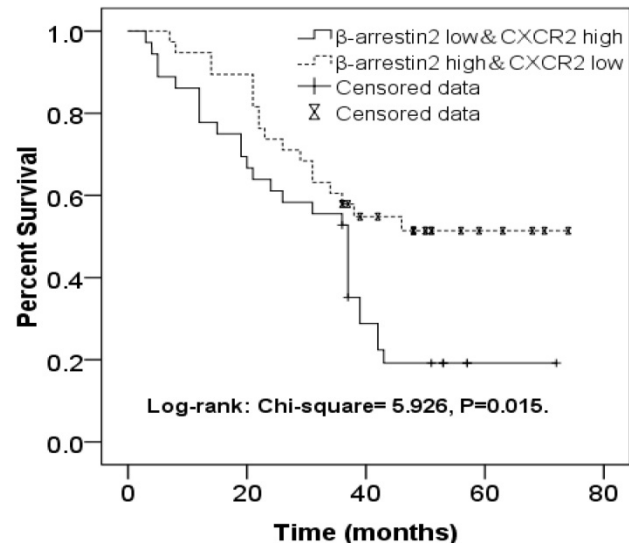 1.0
0.8
0.6
0.4
0.2
0.0
Percent Survival
β-arrestin2 low&CXCR2 high
β-arrestin2 high&CXCR2 low
Censored data
Censored data
Log-rank: Chi-square= 5.926, P=0.015.
0 20 40 60 80
Time (months)